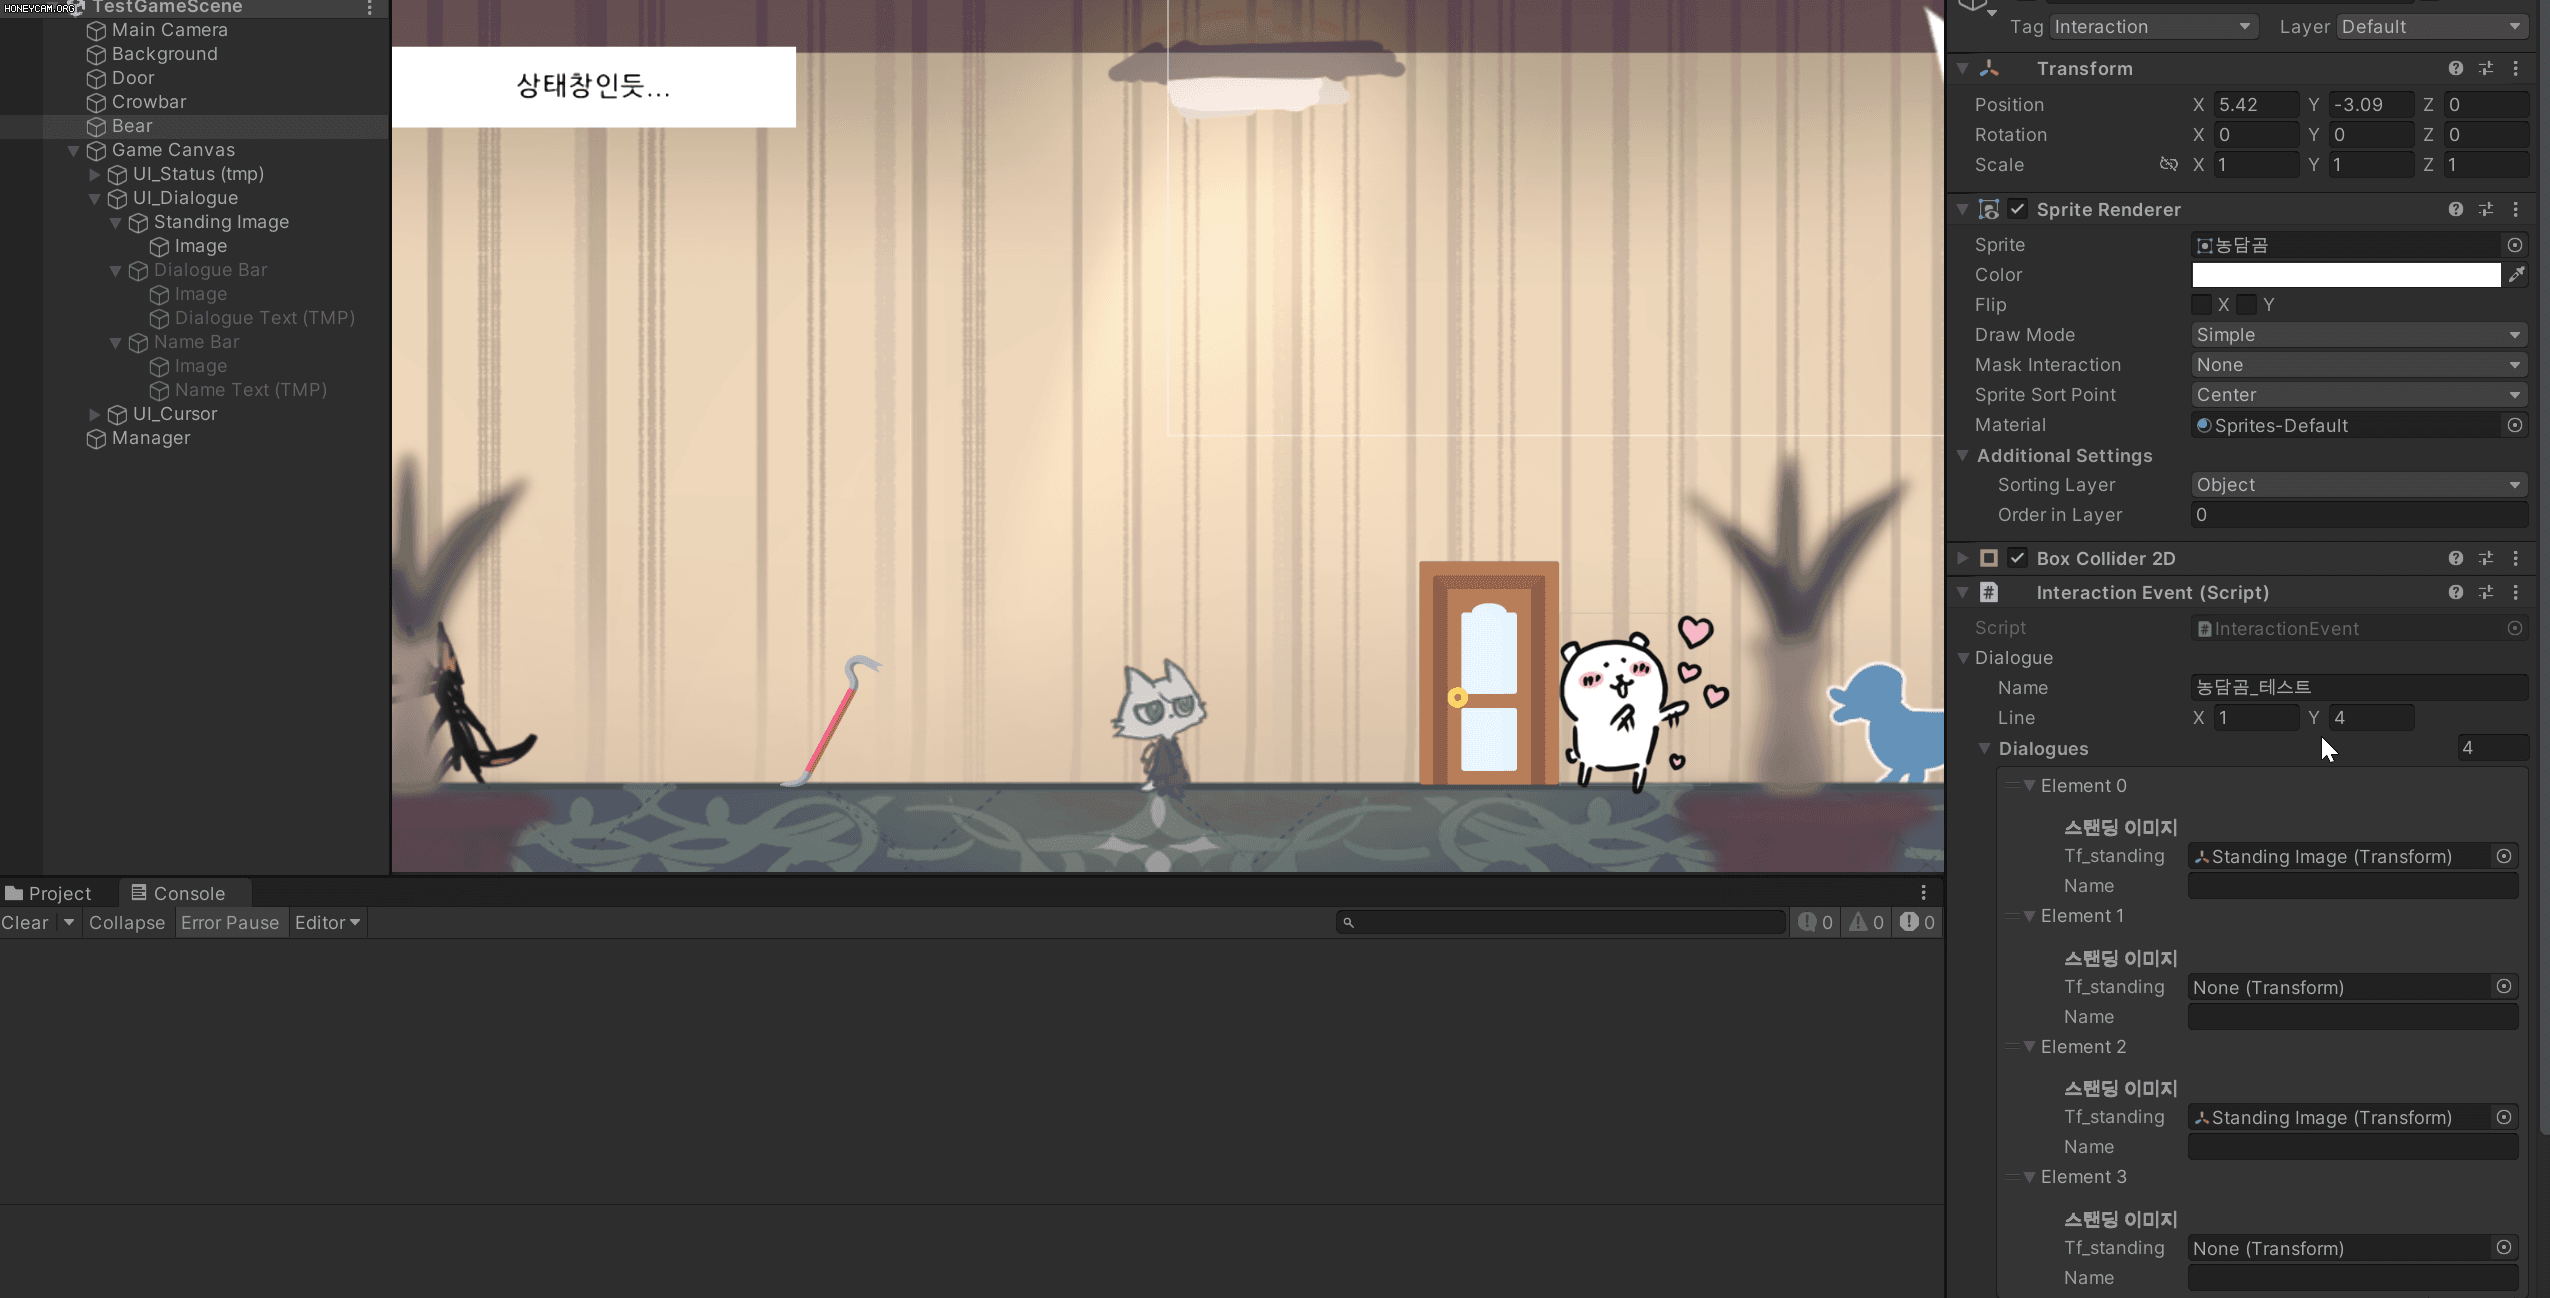 HONEYCAM.ORG
TestGameScene
Main Camera
Background
Door
Crowbar
Bear
Game Canvas
UI_Status (tmp)
UI_Dialogue
Standing Image
Image
Dialogue Bar
Image
Dialogue Text (TMP)
Name Bar
Image
Name Text (TMP)
UI_Cursor
Manager
상태창인듯...
Project
Console
Clear
Collapse
Error Pause
Editor
0
0
0
Tag Interaction Layer Default
Transform
Position X 5.42 Y -3.09 Z 0
Rotation X 0 Y 0 Z 0
Scale X 1 Y 1 Z 1
Sprite Renderer
Sprite 농담곰
Color
Flip X Y
Draw Mode Simple
Mask Interaction None
Sprite Sort Point Center
Material Sprites-Default
Additional Settings
Sorting Layer Object
Order in Layer 0
Box Collider 2D
# Interaction Event (Script)
Script # InteractionEvent
Dialogue
Name 농담곰_테스트
Line X 1 Y 4
Dialogues 4
Element 0
스탠딩 이미지
Tf_standing Standing Image (Transform)
Name
Element 1
스탠딩 이미지
Tf_standing None (Transform)
Name
Element 2
스탠딩 이미지
Tf_standing Standing Image (Transform)
Name
Element 3
스탠딩 이미지
Tf_standing None (Transform)
Name